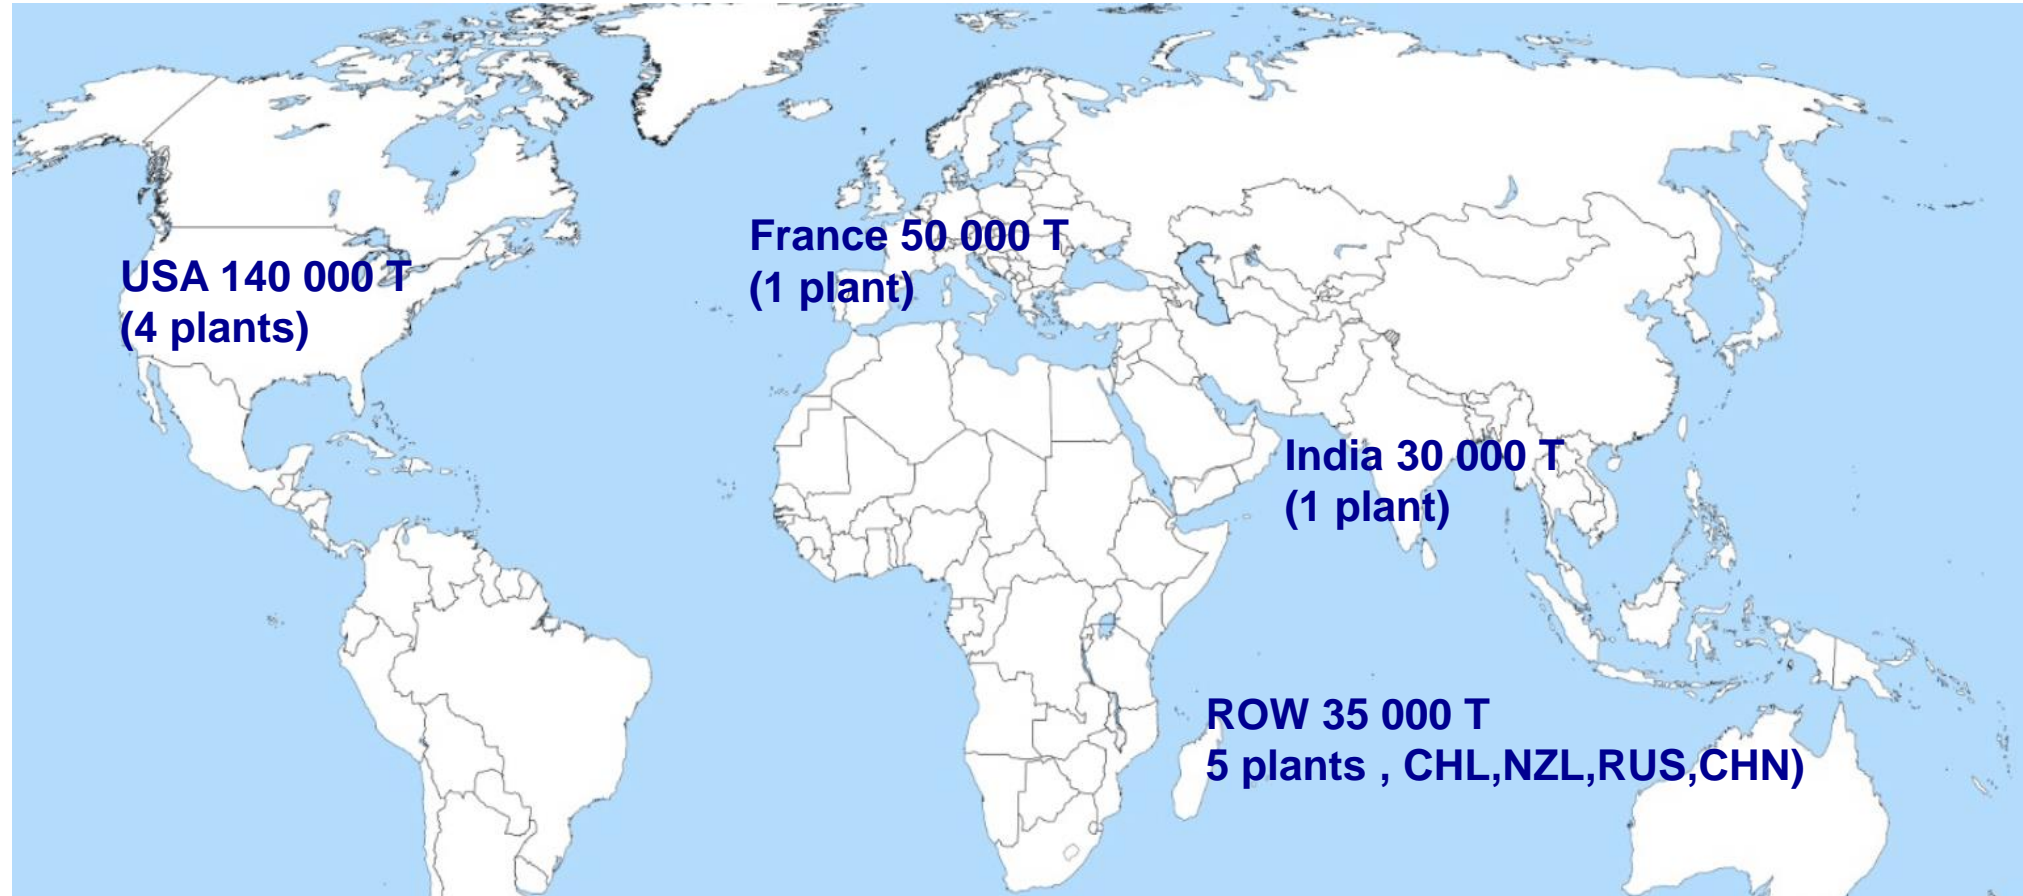 USA 140 000 T
(4 plants)
France 50 000 T
(1 plant)
India 30 000 T
(1 plant)
ROW 35 000 T
5 plants , CHL,NZL,RUS,CHN)